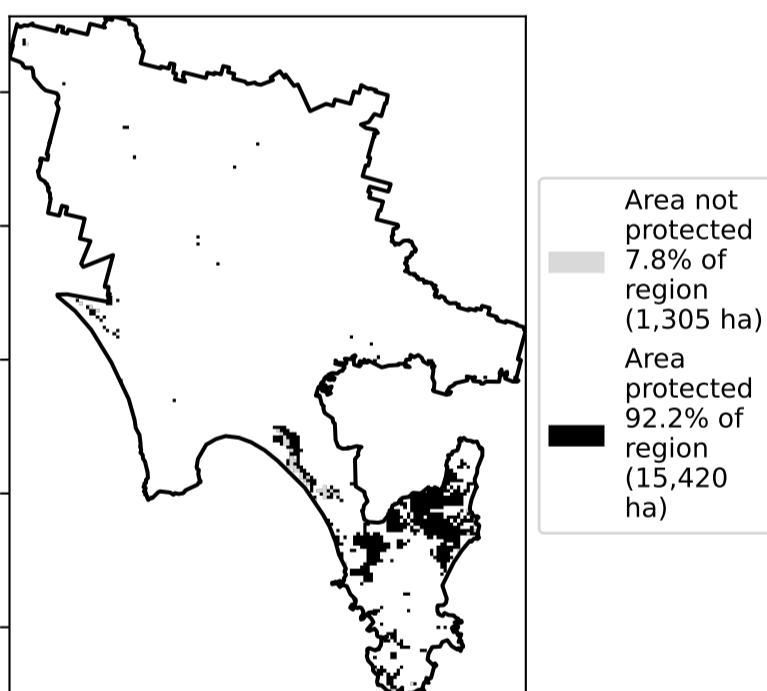 Area not
protected
7.8% of
region
(1,305 ha)
Area
protected
92.2% of
region
(15,420
ha)